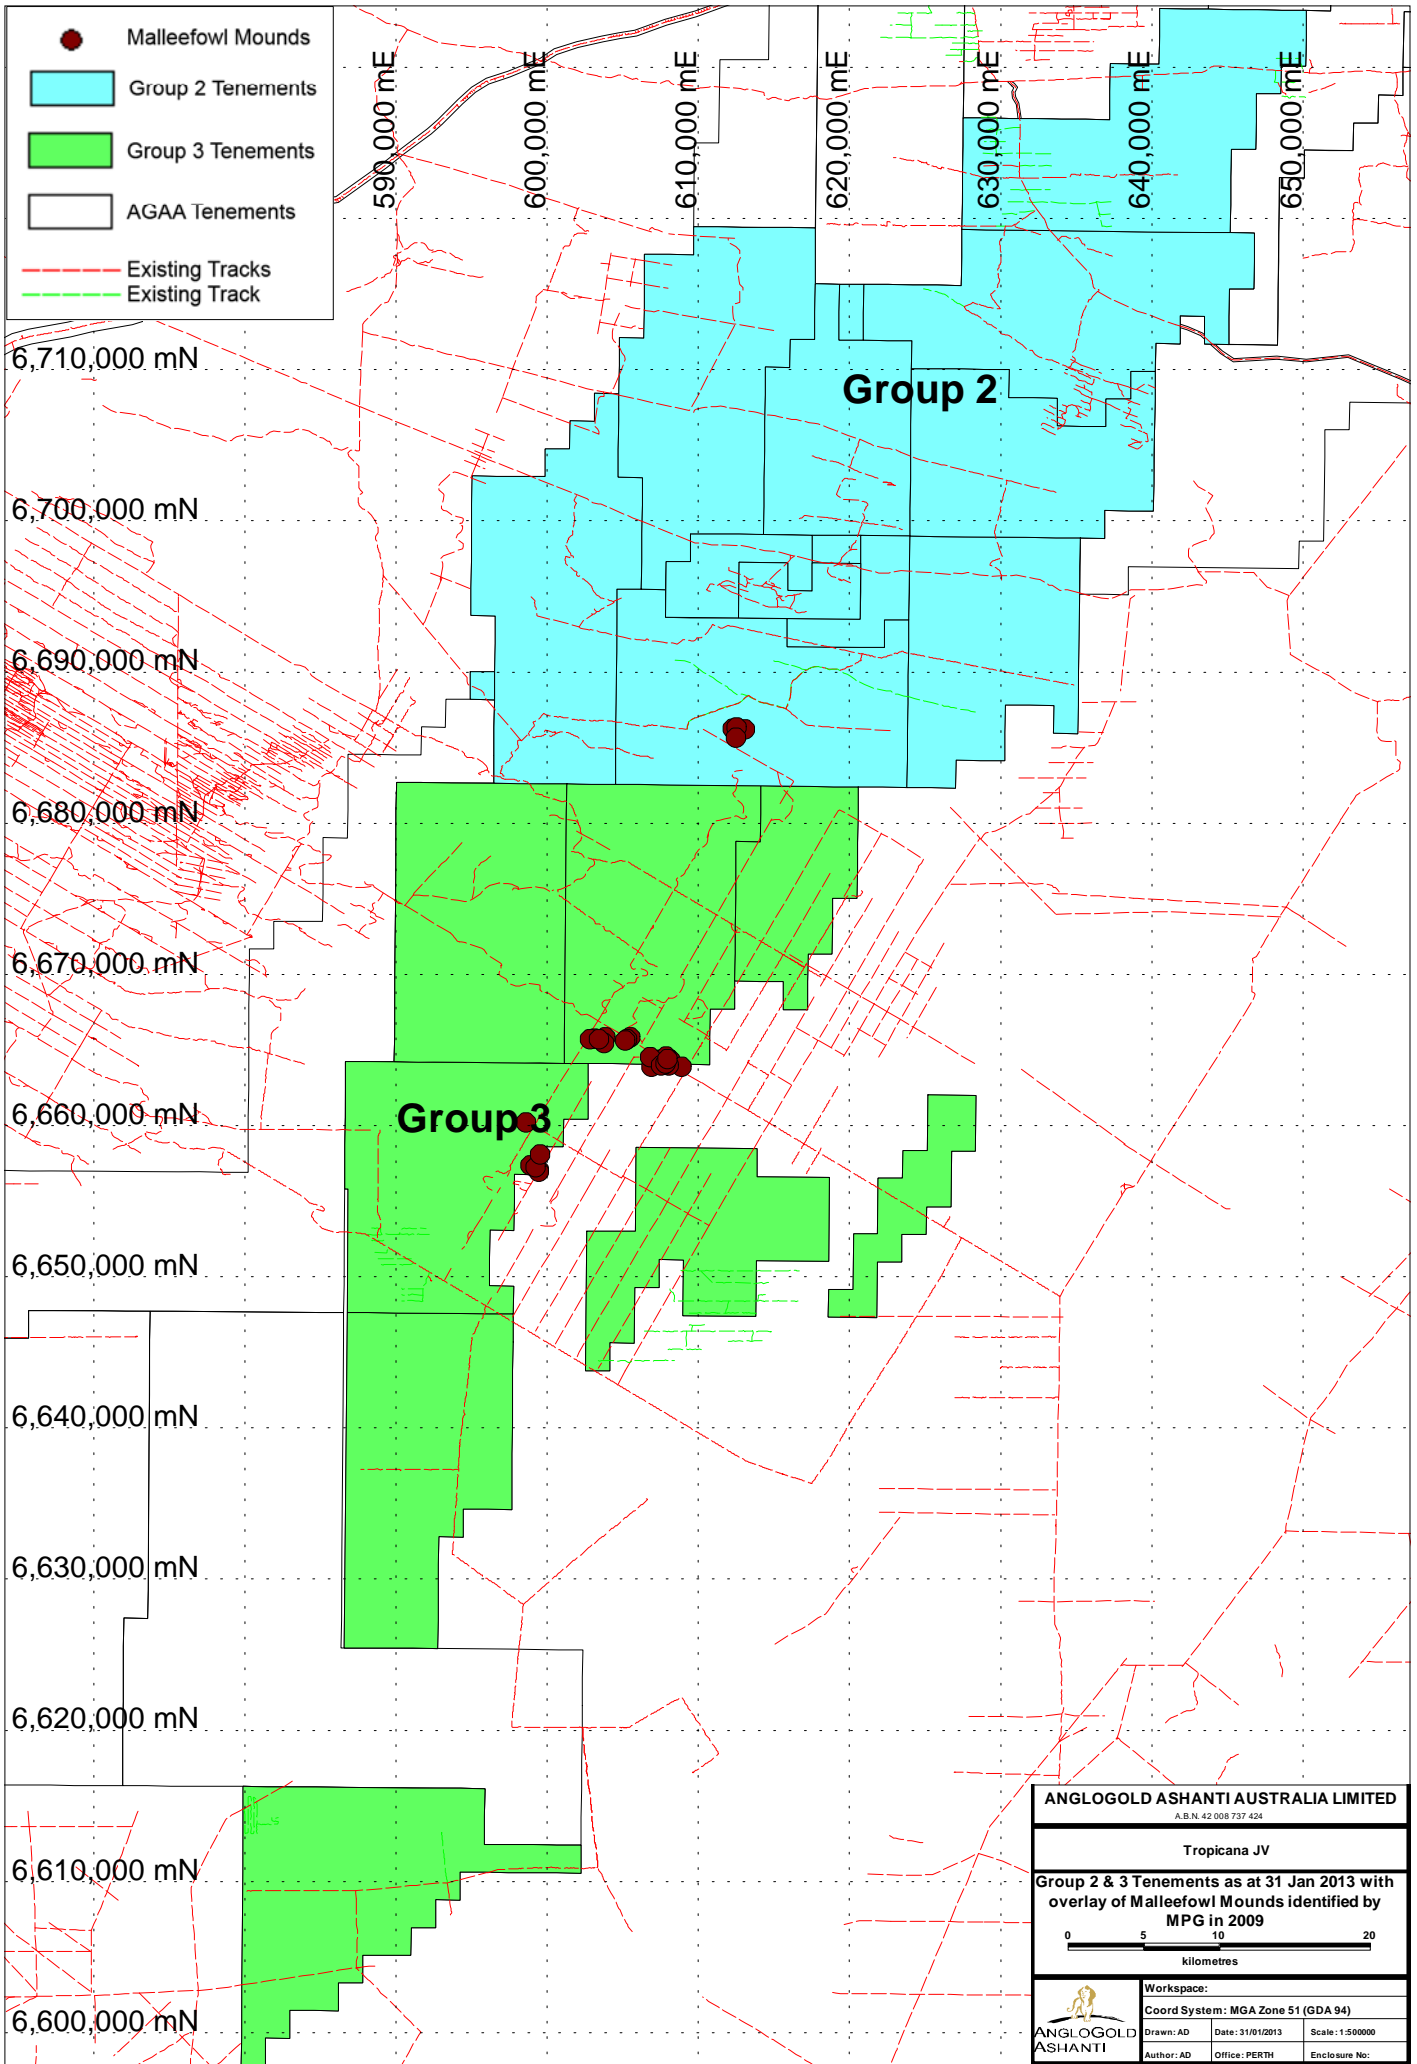 Malleefowl Mounds
Group 2 Tenements
Group 3 Tenements
AGAA Tenements
Existing Tracks
Existing Track
590,000 mE
600,000 mE
610,000 mE
620,000 mE
630,000 mE
640,000 mE
650,000 mE
6,710,000 mN
Group 2
6,700,000 mN
6,690,000 mN
6,680,000 mN
6,670,000 mN
6,660,000 mN
Group 3
6,650,000 mN
6,640,000 mN
6,630,000 mN
6,620,000 mN
6,610,000 mN
6,600,000 mN
ANGLOGOLD ASHANTI AUSTRALIA LIMITED
A.B.N. 42 008 737 424
Tropicana JV
Group 2 & 3 Tenements as at 31 Jan 2013 with
overlay of Malleefowl Mounds identified by
MPG in 2009
0 5 10 20
kilometres
ANGLOGOLD
ASHANTI
Workspace:
Coord System: MGA Zone 51 (GDA 94)
Drawn: AD Date: 31/01/2013 Scale: 1:500000
Author: AD Office: PERTH Enclosure No: